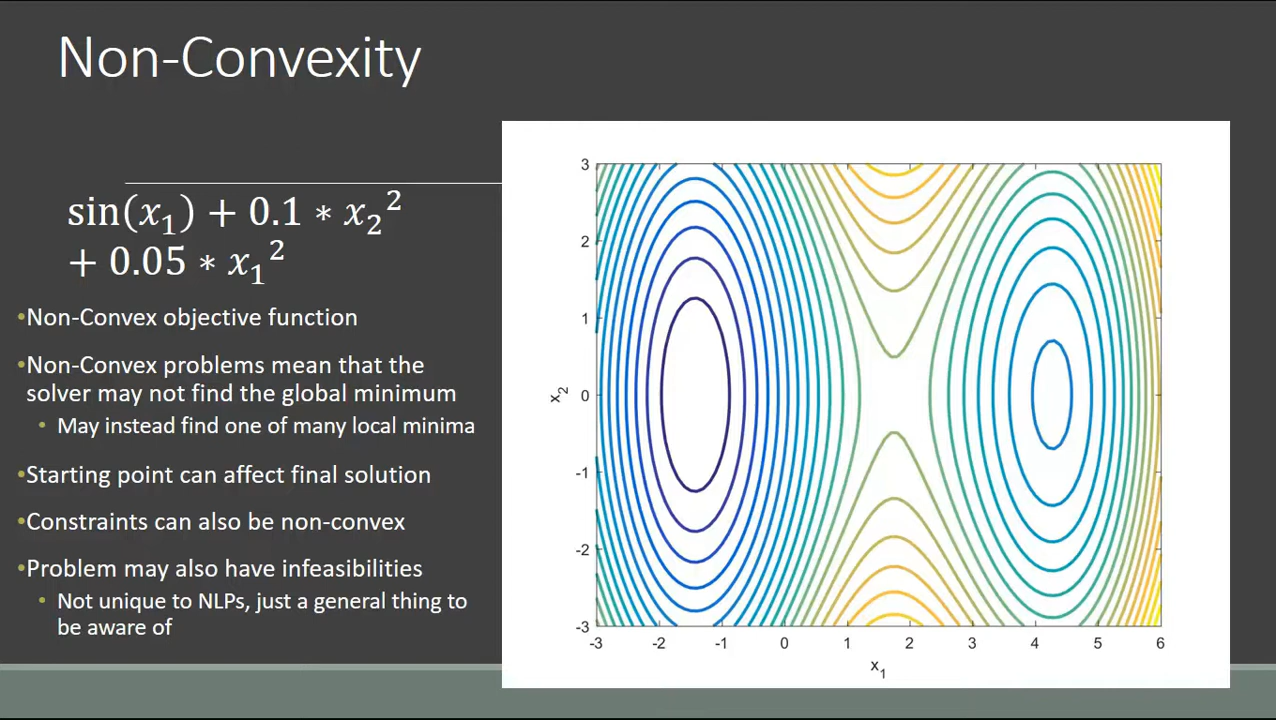 Non-Convexity
sin(x₁) + 0.1 * x₂²
+ 0.05 * x₁²
•Non-Convex objective function
•Non-Convex problems mean that the
solver may not find the global minimum
• May instead find one of many local minima
•Starting point can affect final solution
•Constraints can also be non-convex
•Problem may also have infeasibilities
• Not unique to NLPs, just a general thing to
be aware of
3
2
1
0
-1
-2
-3
x₂
-3 -2 -1 0 1 2 3 4 5 6
x₁